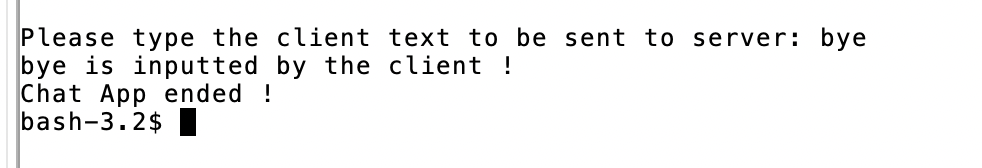 Please type the client text to be sent to server: bye
bye is inputted by the client !
Chat App ended !
bash-3.2$